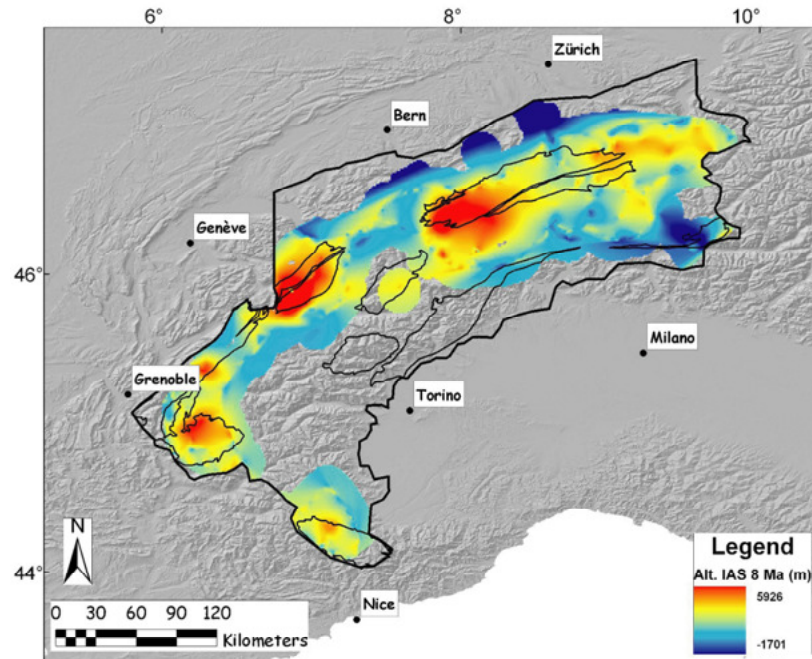 6°
8°
10°
Zürich
Bern
Genève
46°
Milano
Grenoble
Torino
N
44°
Nice
Legend
Alt. IAS 8 Ma (m)
5926
-1701
0 30 60 90 120
Kilometers